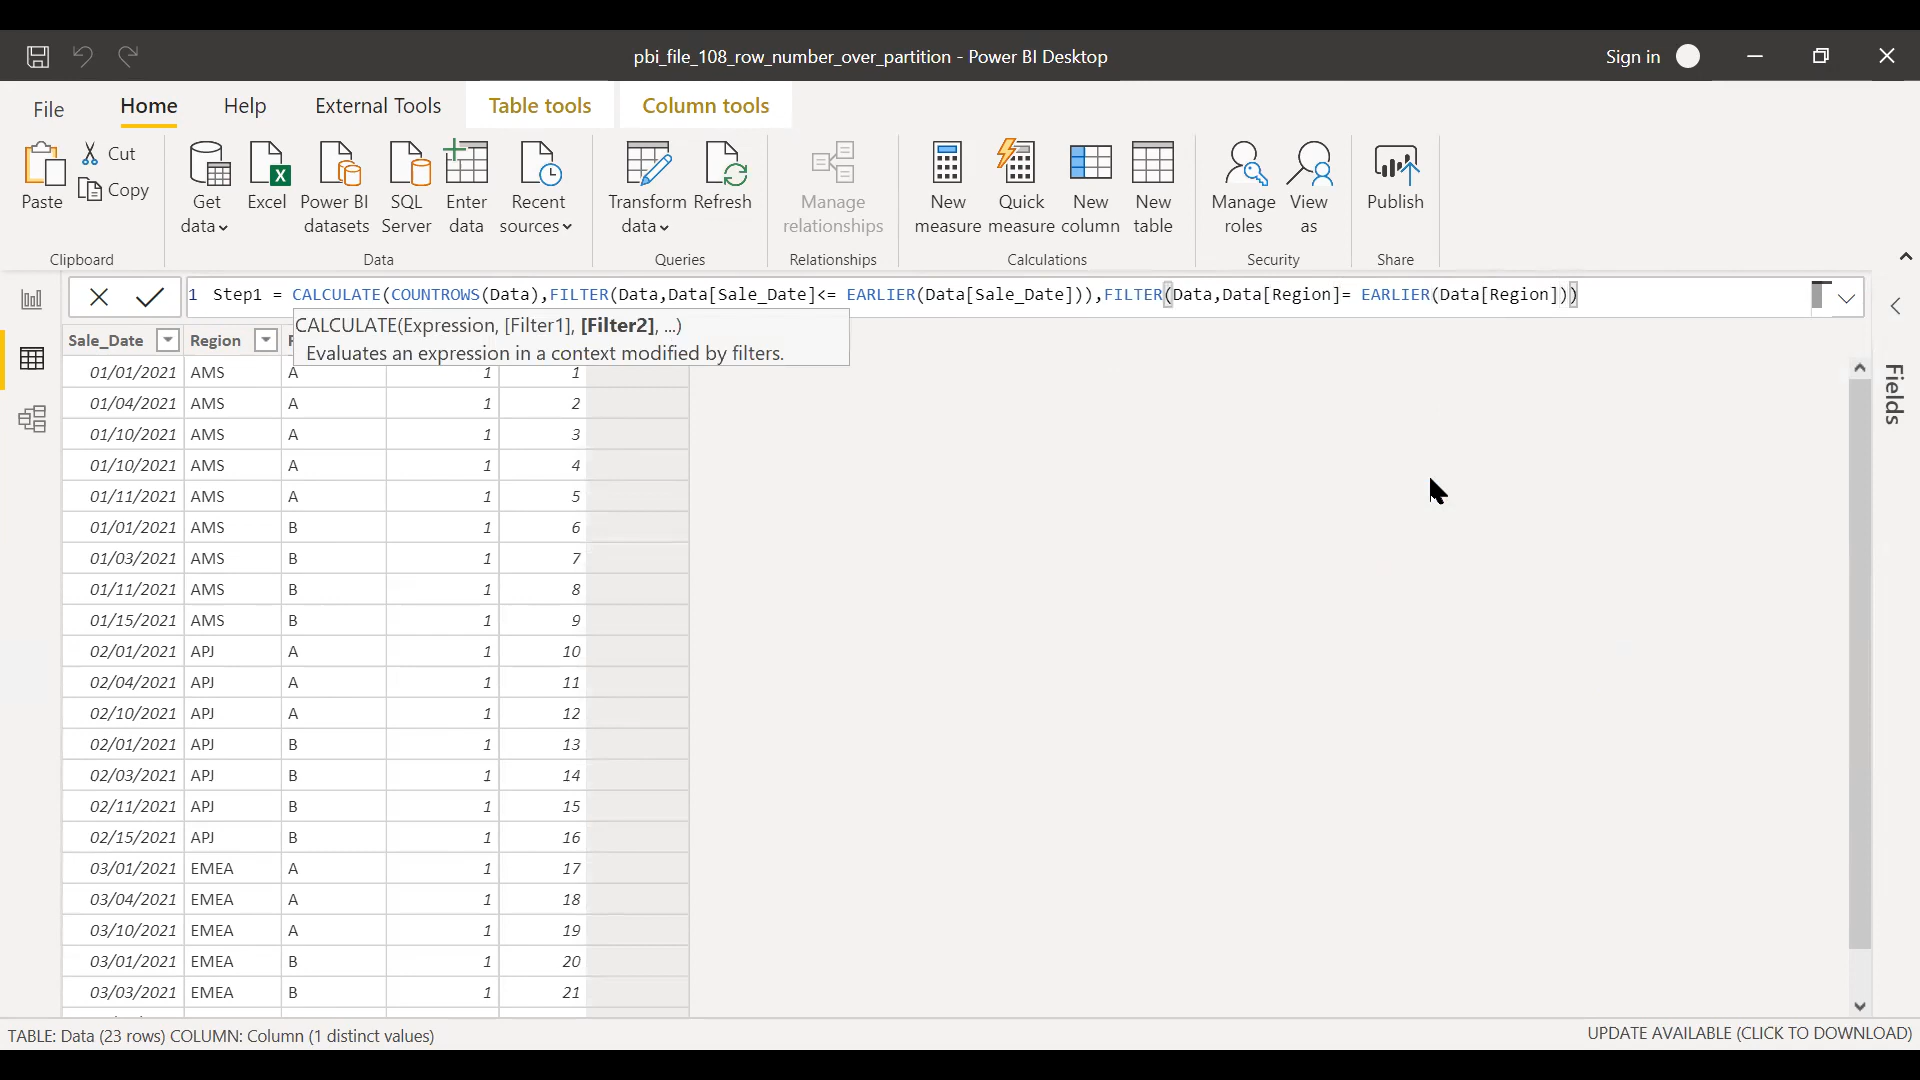 pbi_file_108_row_number_over_partition - Power BI Desktop
Sign in
File
Home
Help
External Tools
Table tools
Column tools
Paste
Cut
Copy
Clipboard
Get data
Excel
Power BI datasets
SQL Server
Enter data
Recent sources
Data
Transform data
Refresh
Queries
Manage relationships
Relationships
New measure
Quick measure
New column
New table
Calculations
Manage roles
View as
Security
Publish
Share
1 Step1 = CALCULATE(COUNTROWS(Data),FILTER(Data,Data[Sale_Date]<= EARLIER(Data[Sale_Date])),FILTER(Data,Data[Region]= EARLIER(Data[Region]))
CALCULATE(Expression, [Filter1], [Filter2], ...)
Evaluates an expression in a context modified by filters.
Sale_Date Region
01/01/2021 AMS A 1 1
01/04/2021 AMS A 1 2
01/10/2021 AMS A 1 3
01/10/2021 AMS A 1 4
01/11/2021 AMS A 1 5
01/01/2021 AMS B 1 6
01/03/2021 AMS B 1 7
01/11/2021 AMS B 1 8
01/15/2021 AMS B 1 9
02/01/2021 APJ A 1 10
02/04/2021 APJ A 1 11
02/10/2021 APJ A 1 12
02/01/2021 APJ B 1 13
02/03/2021 APJ B 1 14
02/11/2021 APJ B 1 15
02/15/2021 APJ B 1 16
03/01/2021 EMEA A 1 17
03/04/2021 EMEA A 1 18
03/10/2021 EMEA A 1 19
03/01/2021 EMEA B 1 20
03/03/2021 EMEA B 1 21
Fields
TABLE: Data (23 rows) COLUMN: Column (1 distinct values)
UPDATE AVAILABLE (CLICK TO DOWNLOAD)